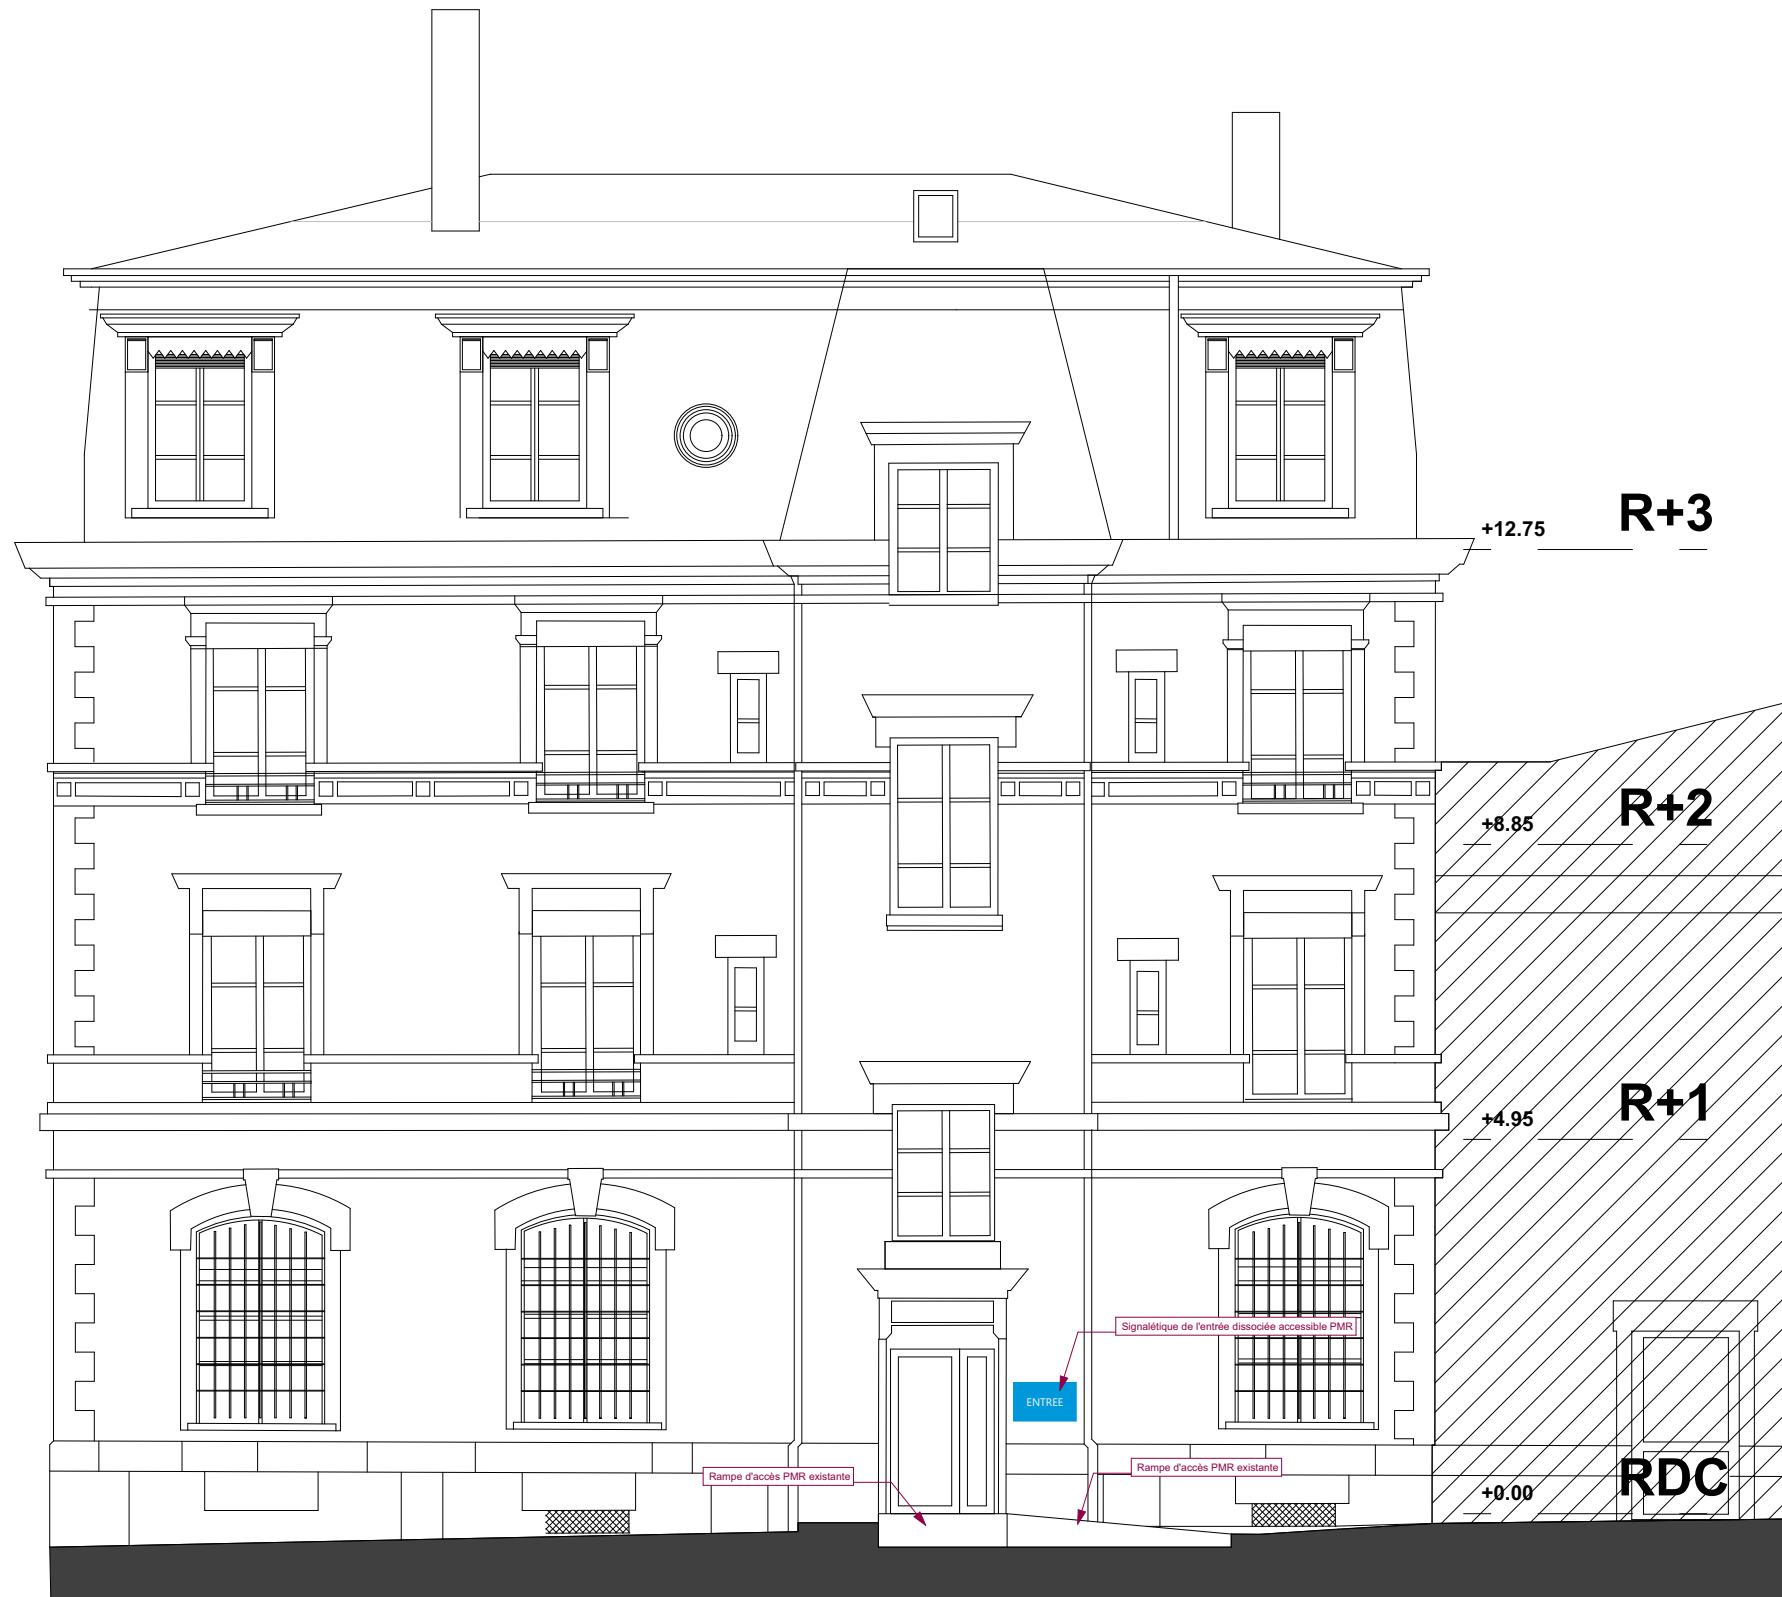 R+3
+12.75
R+2
+8.85
R+1
+4.95
Signalétique de l'entrée dissociée accessible PMR
ENTREE
Rampe d'accès PMR existante
Rampe d'accès PMR existante
RDC
+0.00